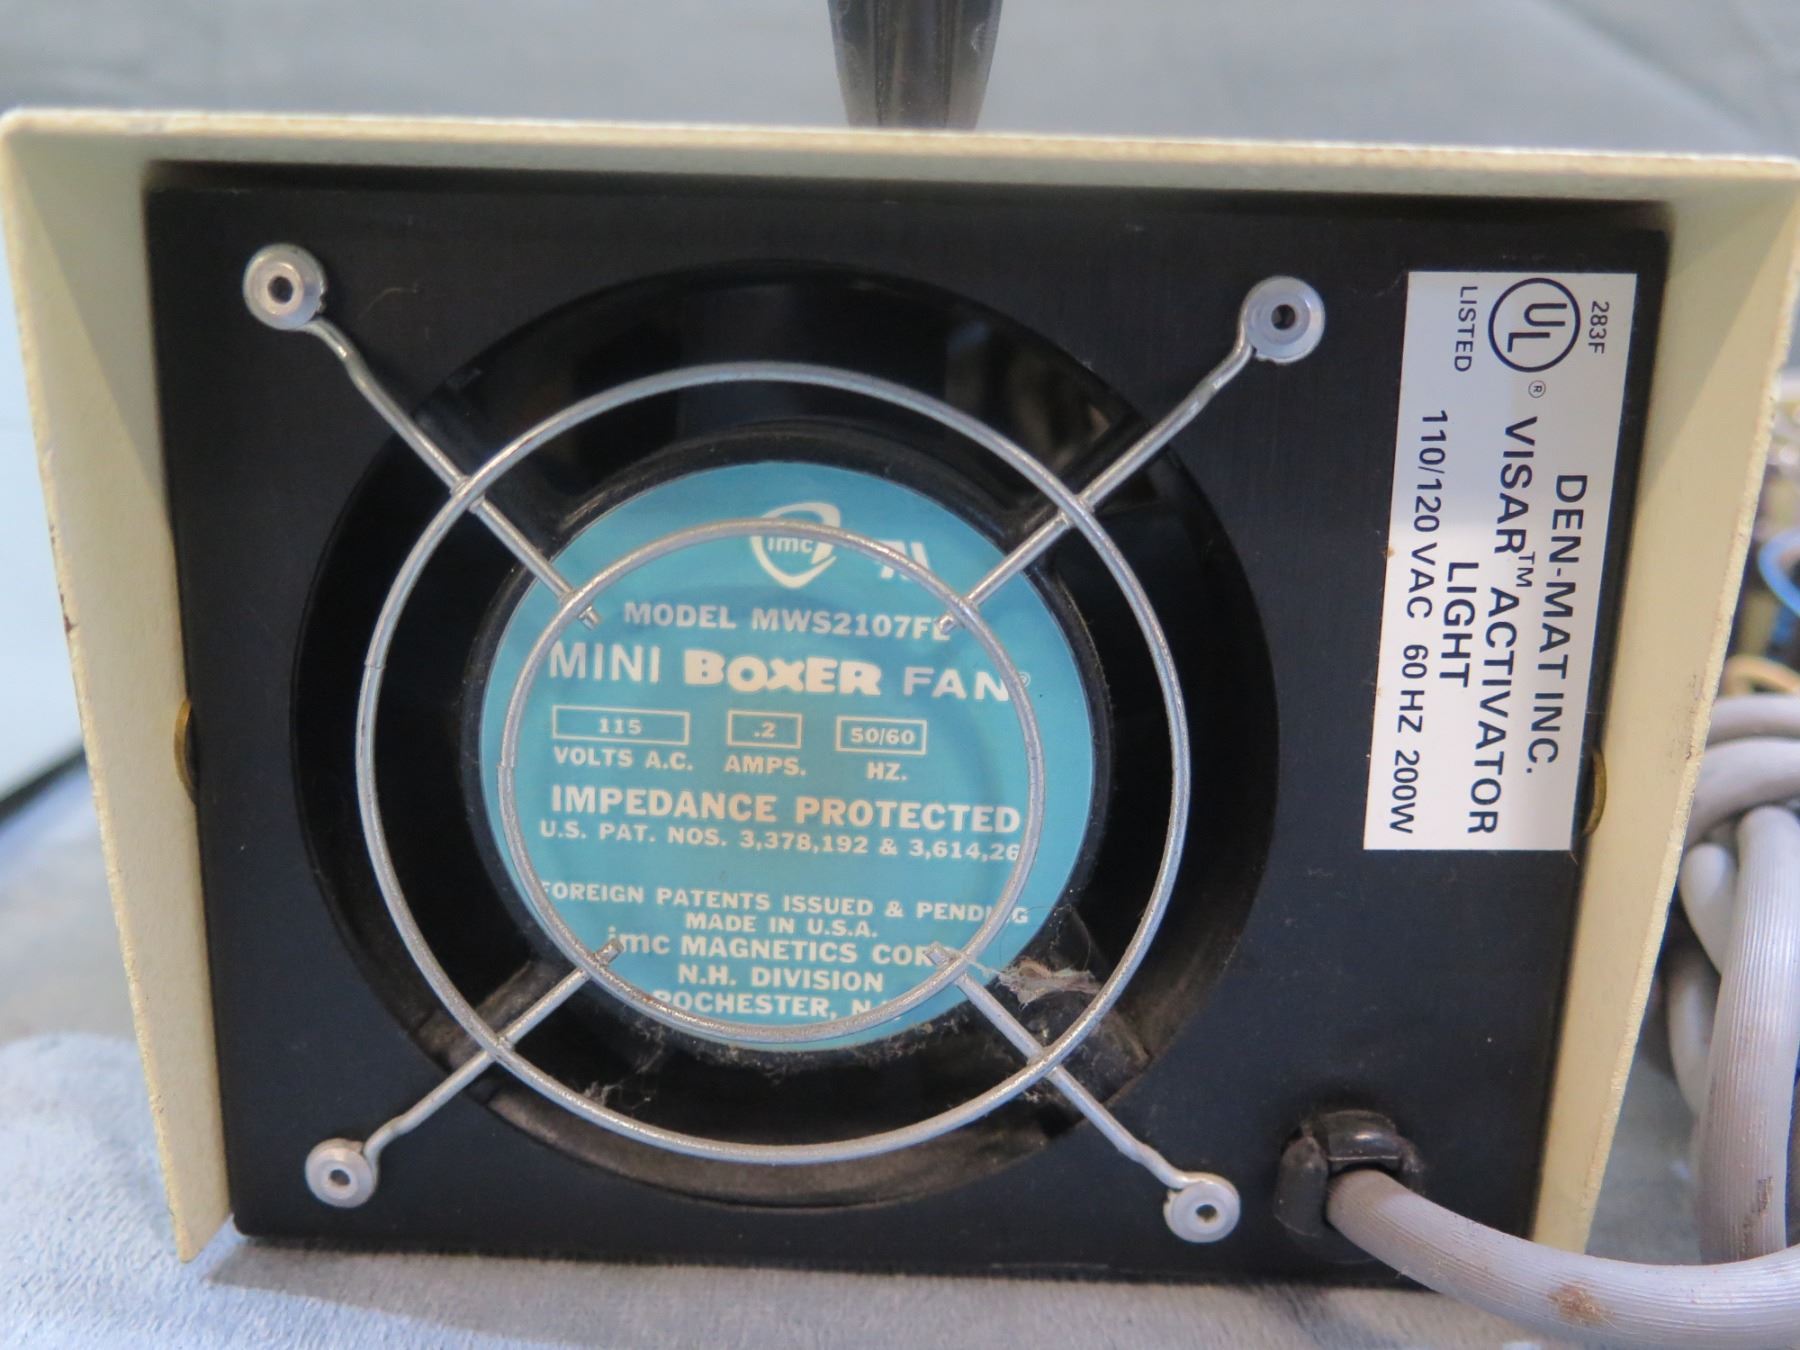 imc
MODEL MWS2107FL
MINI BOXER FAN®
115 .2 50/60
VOLTS A.C. AMPS. HZ.
IMPEDANCE PROTECTED
U.S. PAT. NOS. 3,378,192 & 3,614,26
FOREIGN PATENTS ISSUED & PENDING
MADE IN U.S.A.
imc MAGNETICS COR
N.H. DIVISION
ROCHESTER, N.
283F
UL ®
LISTED
DEN-MAT INC.
VISAR™ ACTIVATOR
LIGHT
110/120 VAC 60 HZ 200W